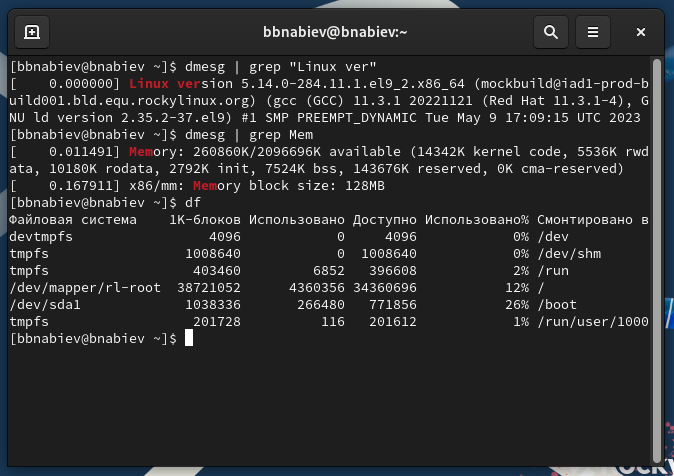 bbnabiev@bnabiev:~
[bbnabiev@bnabiev ~]$ dmesg | grep "Linux ver"
[    0.000000] Linux version 5.14.0-284.11.1.el9_2.x86_64 (mockbuild@iad1-prod-b
uild001.bld.equ.rockylinux.org) (gcc (GCC) 11.3.1 20221121 (Red Hat 11.3.1-4), G
NU ld version 2.35.2-37.el9) #1 SMP PREEMPT_DYNAMIC Tue May 9 17:09:15 UTC 2023
[bbnabiev@bnabiev ~]$ dmesg | grep Mem
[    0.011491] Memory: 260860K/2096696K available (14342K kernel code, 5536K rwd
ata, 10180K rodata, 2792K init, 7524K bss, 143676K reserved, 0K cma-reserved)
[    0.167911] x86/mm: Memory block size: 128MB
[bbnabiev@bnabiev ~]$ df
Файловая система    1K-блоков Использовано Доступно Использовано% Смонтировано в
devtmpfs                 4096            0     4096            0% /dev
tmpfs                 1008640            0  1008640            0% /dev/shm
tmpfs                  403460         6852   396608            2% /run
/dev/mapper/rl-root  38721052      4360356 34360696           12% /
/dev/sda1             1038336       266480   771856           26% /boot
tmpfs                  201728          116   201612            1% /run/user/1000
[bbnabiev@bnabiev ~]$